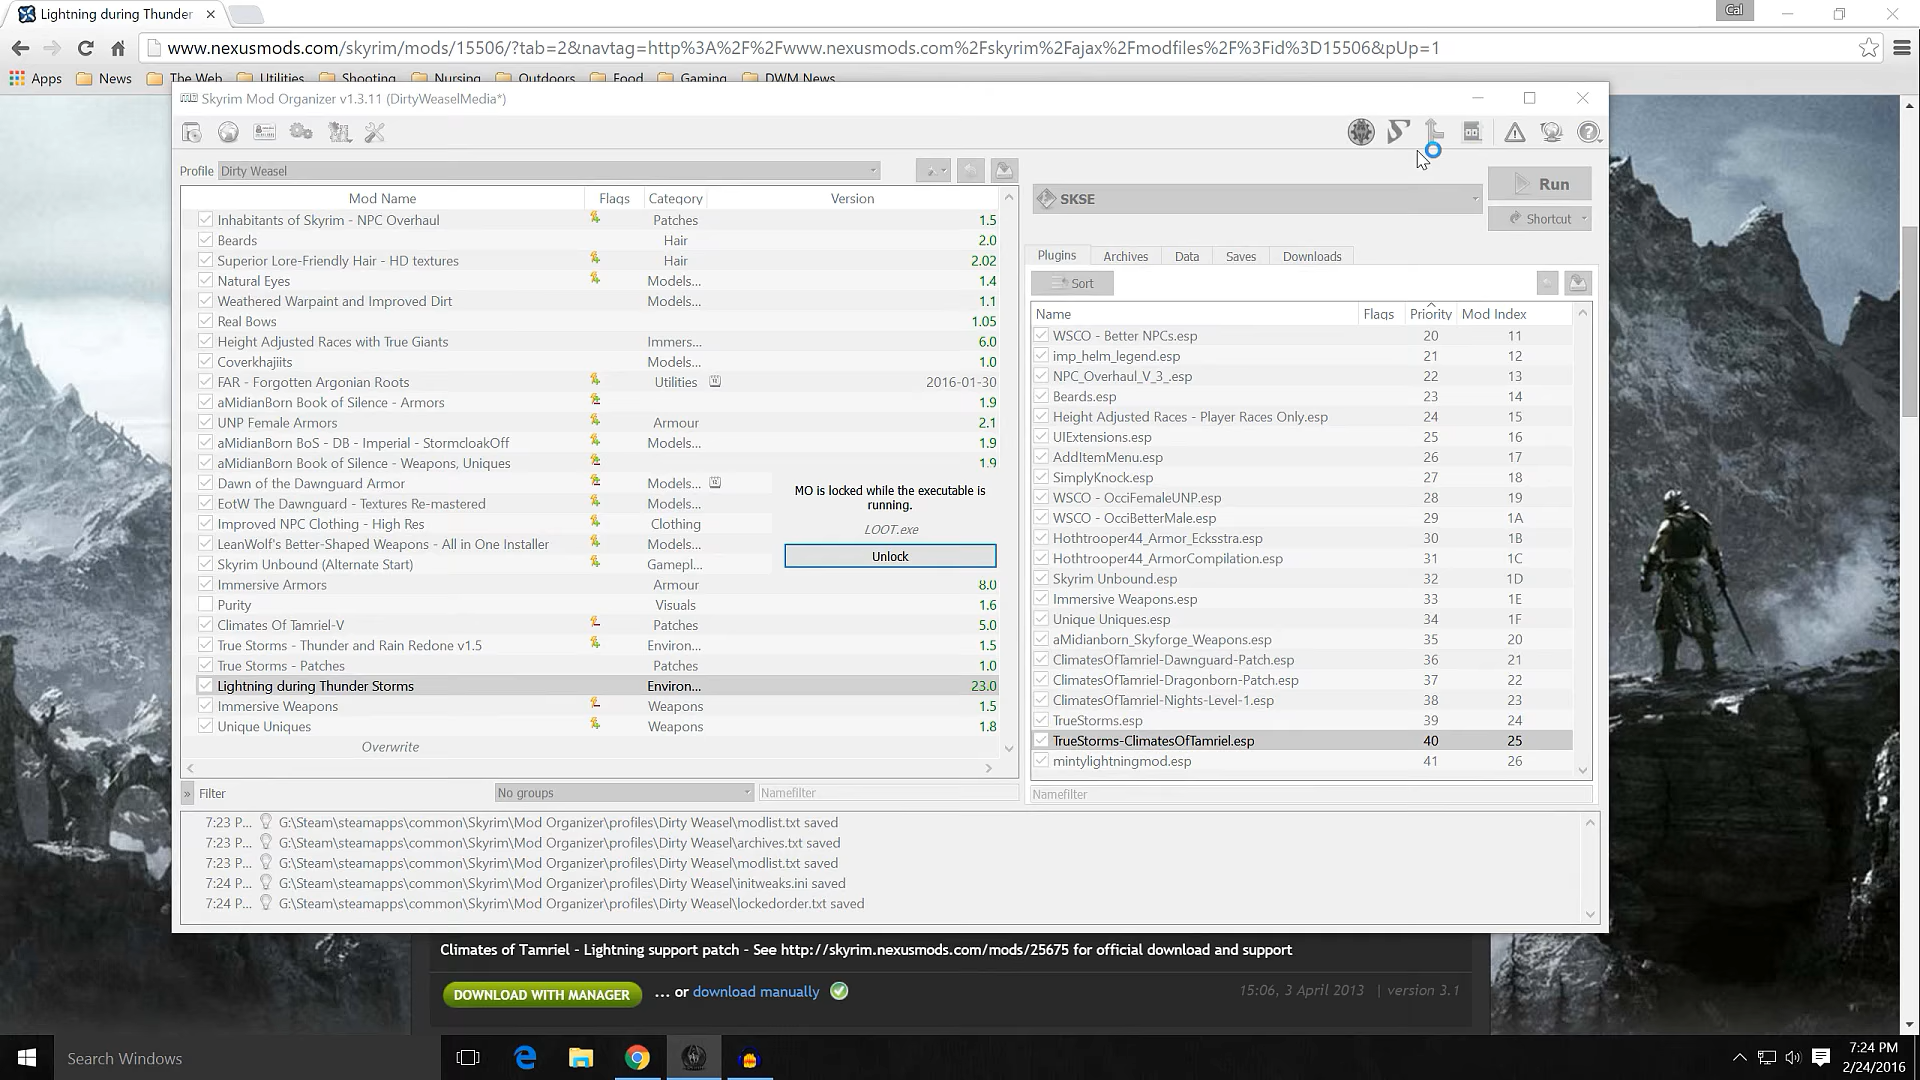 Lightning during Thunder
Cal
www.nexusmods.com/skyrim/mods/15506/?tab=2&navtag=http%3A%2F%2Fwww.nexusmods.com%2Fskyrim%2Fajax%2Fmodfiles%2F%3Fid%3D15506&pUp=1
Apps News The Web Utilities Shooting Nursing Outdoors Food Gaming DWM News
Skyrim Mod Organizer v1.3.11 (DirtyWeaselMedia*)
Profile Dirty Weasel
SKSE
Run
Shortcut
Mod Name Flags Category Version
Inhabitants of Skyrim - NPC Overhaul Patches 1.5
Beards Hair 2.0
Superior Lore-Friendly Hair - HD textures Hair 2.02
Natural Eyes Models... 1.4
Weathered Warpaint and Improved Dirt Models... 1.1
Real Bows 1.05
Height Adjusted Races with True Giants Immers... 6.0
Coverkhajiits Models... 1.0
FAR - Forgotten Argonian Roots Utilities 2016-01-30
aMidianBorn Book of Silence - Armors 1.9
UNP Female Armors Armour 2.1
aMidianBorn BoS - DB - Imperial - StormcloakOff Models... 1.9
aMidianBorn Book of Silence - Weapons, Uniques 1.9
Dawn of the Dawnguard Armor Models...
EotW The Dawnguard - Textures Re-mastered Models...
Improved NPC Clothing - High Res Clothing
LeanWolf's Better-Shaped Weapons - All in One Installer Models...
Skyrim Unbound (Alternate Start) Gamepl...
Immersive Armors Armour 8.0
Purity Visuals 1.6
Climates Of Tamriel-V Patches 5.0
True Storms - Thunder and Rain Redone v1.5 Environ... 1.5
True Storms - Patches Patches 1.0
Lightning during Thunder Storms Environ... 23.0
Immersive Weapons Weapons 1.5
Unique Uniques Weapons 1.8
Overwrite
MO is locked while the executable is
running.
LOOT.exe
Unlock
» Filter No groups Namefilter
Plugins Archives Data Saves Downloads
Sort
Name Flags Priority Mod Index
WSCO - Better NPCs.esp 20 11
imp_helm_legend.esp 21 12
NPC_Overhaul_V_3_.esp 22 13
Beards.esp 23 14
Height Adjusted Races - Player Races Only.esp 24 15
UIExtensions.esp 25 16
AddItemMenu.esp 26 17
SimplyKnock.esp 27 18
WSCO - OcciFemaleUNP.esp 28 19
WSCO - OcciBetterMale.esp 29 1A
Hothtrooper44_Armor_Ecksstra.esp 30 1B
Hothtrooper44_ArmorCompilation.esp 31 1C
Skyrim Unbound.esp 32 1D
Immersive Weapons.esp 33 1E
Unique Uniques.esp 34 1F
aMidianborn_Skyforge_Weapons.esp 35 20
ClimatesOfTamriel-Dawnguard-Patch.esp 36 21
ClimatesOfTamriel-Dragonborn-Patch.esp 37 22
ClimatesOfTamriel-Nights-Level-1.esp 38 23
TrueStorms.esp 39 24
TrueStorms-ClimatesOfTamriel.esp 40 25
mintylightningmod.esp 41 26
Namefilter
7:23 P... G:\Steam\steamapps\common\Skyrim\Mod Organizer\profiles\Dirty Weasel\modlist.txt saved
7:23 P... G:\Steam\steamapps\common\Skyrim\Mod Organizer\profiles\Dirty Weasel\archives.txt saved
7:23 P... G:\Steam\steamapps\common\Skyrim\Mod Organizer\profiles\Dirty Weasel\modlist.txt saved
7:24 P... G:\Steam\steamapps\common\Skyrim\Mod Organizer\profiles\Dirty Weasel\initweaks.ini saved
7:24 P... G:\Steam\steamapps\common\Skyrim\Mod Organizer\profiles\Dirty Weasel\lockedorder.txt saved
Climates of Tamriel - Lightning support patch - See http://skyrim.nexusmods.com/mods/25675 for official download and support
DOWNLOAD WITH MANAGER ... or download manually 15:06, 3 April 2013 | version 3.1
Search Windows
7:24 PM
2/24/2016